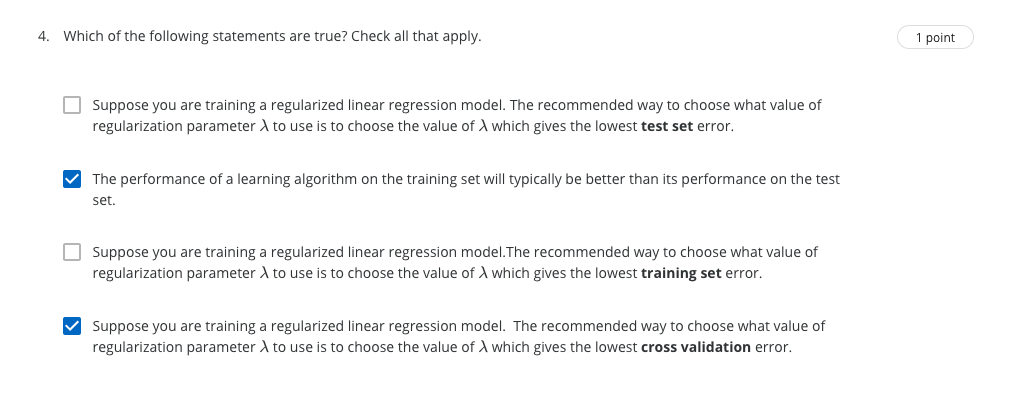 4. Which of the following statements are true? Check all that apply.
1 point
Suppose you are training a regularized linear regression model. The recommended way to choose what value of
regularization parameter λ to use is to choose the value of λ which gives the lowest test set error.
The performance of a learning algorithm on the training set will typically be better than its performance on the test
set.
Suppose you are training a regularized linear regression model.The recommended way to choose what value of
regularization parameter λ to use is to choose the value of λ which gives the lowest training set error.
Suppose you are training a regularized linear regression model.  The recommended way to choose what value of
regularization parameter λ to use is to choose the value of λ which gives the lowest cross validation error.